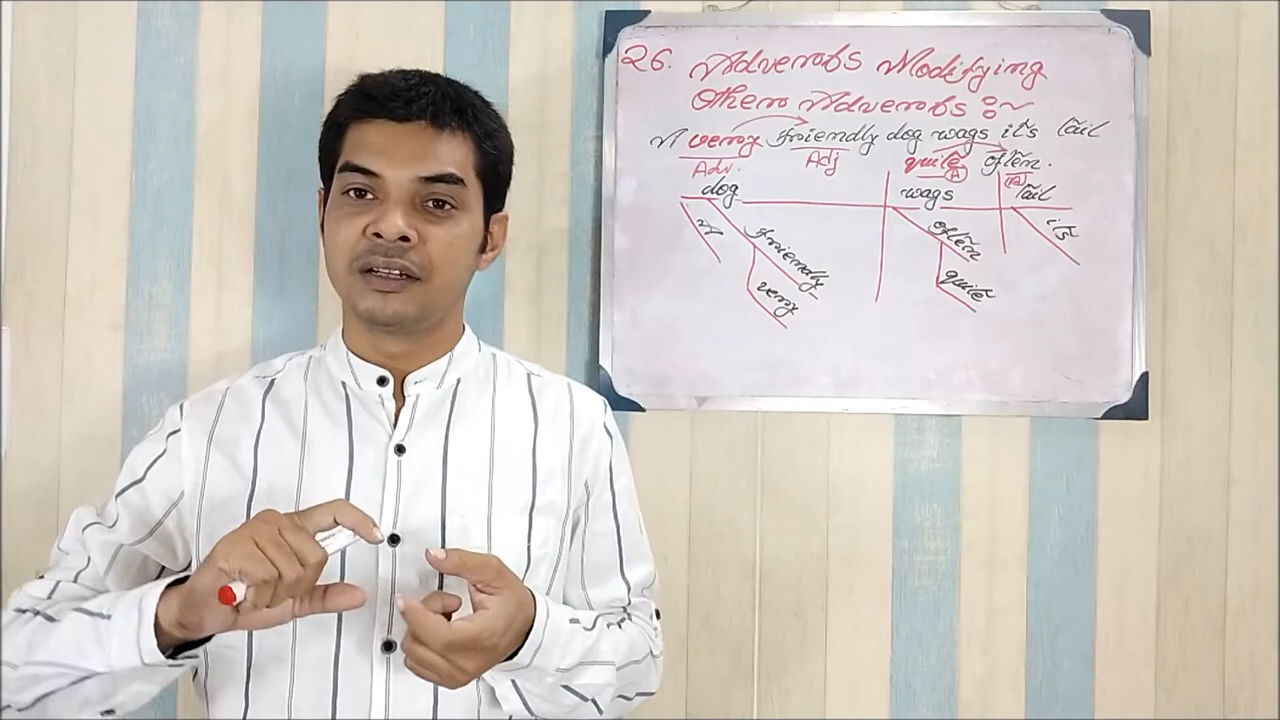 26. Adverbs Modifying
Other Adverbs :~
A very friendly dog wags it's tail
Adv. Adj quite A often. A
dog wags tail
A friendly often it's
very quite